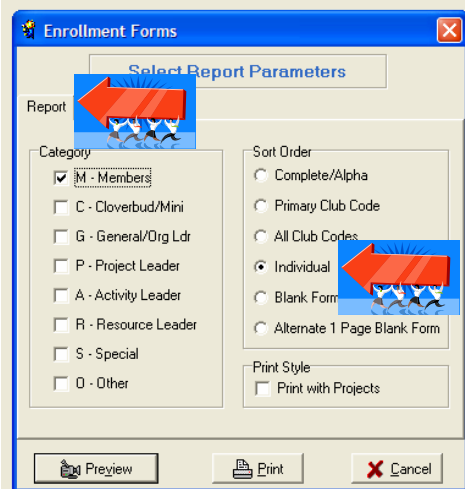 Enrollment Forms
Select Report Parameters
Report
Category
M - Members
C - Cloverbud/Mini
G - General/Org Ldr
P - Project Leader
A - Activity Leader
R - Resource Leader
S - Special
O - Other
Sort Order
Complete/Alpha
Primary Club Code
All Club Codes
Individual
Blank Form
Alternate 1 Page Blank Form
Print Style
Print with Projects
Preview
Print
Cancel